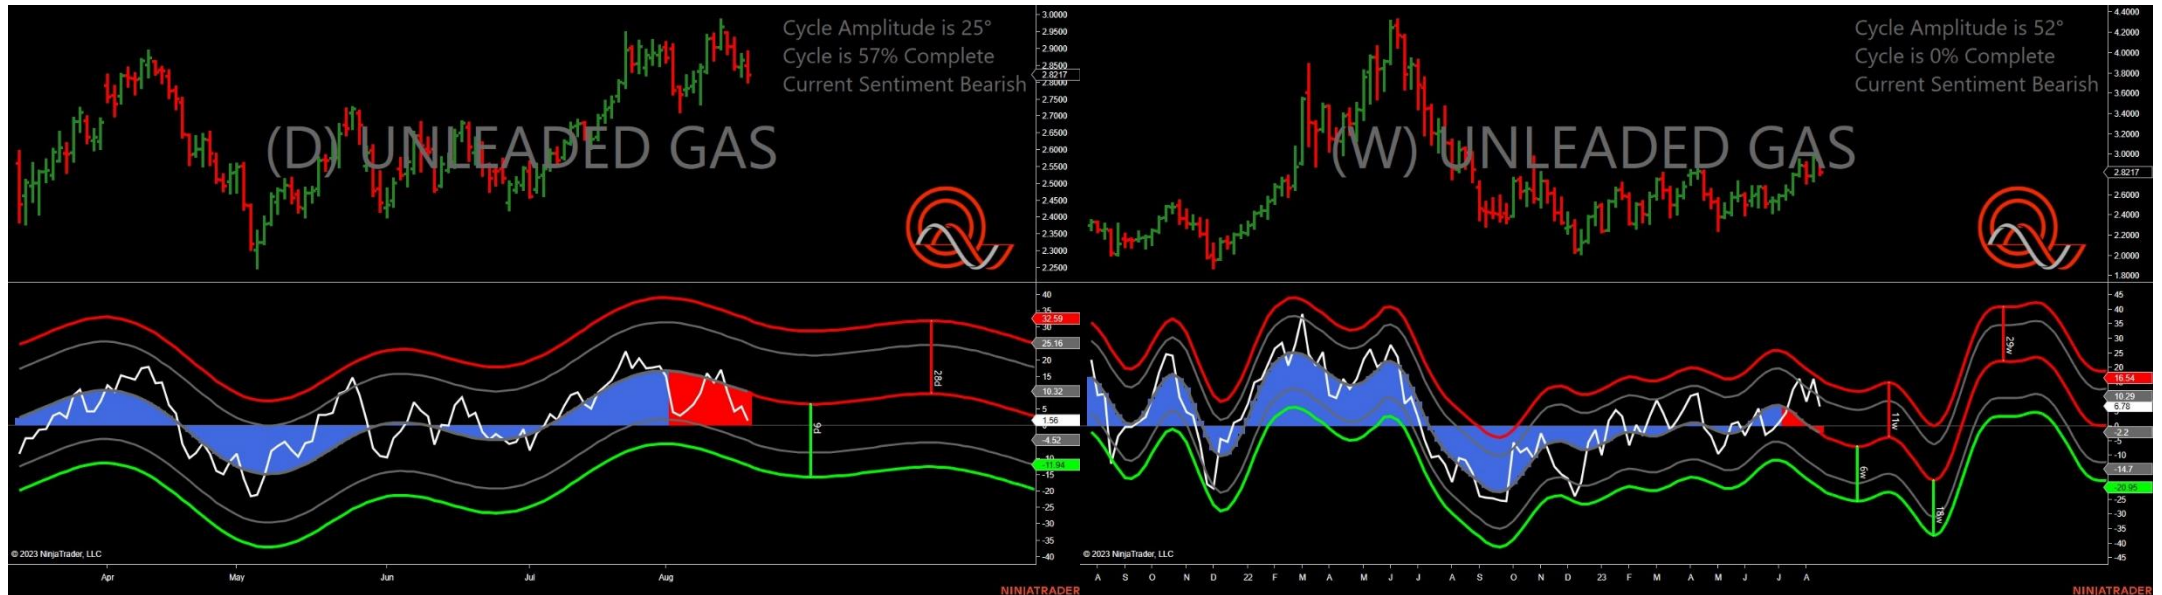 Cycle Amplitude is 25°
Cycle is 57% Complete
Current Sentiment Bearish
(D) UNLEADED GAS
3.0000
2.9500
2.9000
2.8500
2.8217
2.8000
2.7500
2.7000
2.6500
2.6000
2.5500
2.5000
2.4500
2.4000
2.3500
2.3000
2.2500
40
35
32.59
30
25.16
20
15
10.32
5
1.56
-4.52
-11.94
-15
-20
-25
-30
-35
-40
28d
9d
© 2023 NinjaTrader, LLC
Apr
May
Jun
Jul
Aug
NINJATRADER
Cycle Amplitude is 52°
Cycle is 0% Complete
Current Sentiment Bearish
(W) UNLEADED GAS
4.4000
4.2000
4.0000
3.8000
3.6000
3.4000
3.2000
3.0000
2.8217
2.6000
2.4000
2.2000
2.0000
1.8000
45
40
35
30
25
20
16.54
10.29
6.78
-2.2
-5
-10
-14.7
-20.95
-25
-30
-35
-40
-45
29w
11w
6w
18w
© 2023 NinjaTrader, LLC
A S O N D 22 F M A M J J A S O N D 23 F M A M J J A
NINJATRADER